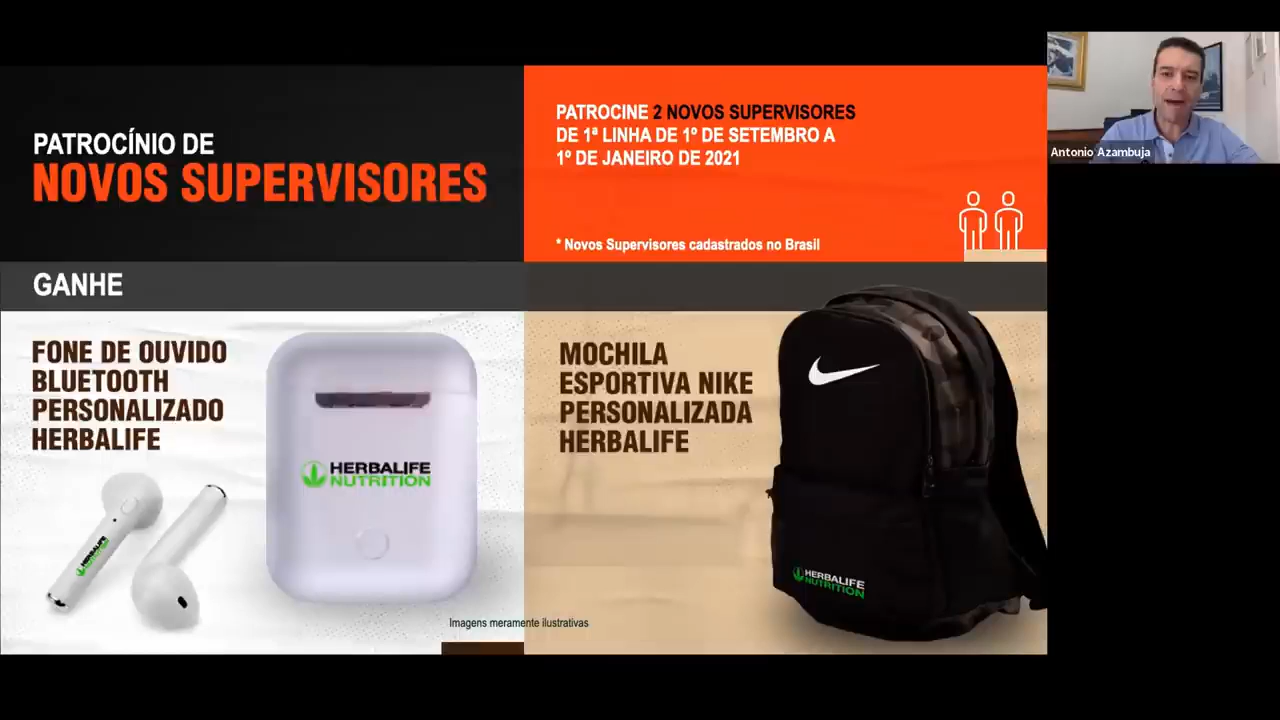 PATROCÍNIO DE
NOVOS SUPERVISORES
PATROCINE 2 NOVOS SUPERVISORES
DE 1ª LINHA DE 1º DE SETEMBRO A
1º DE JANEIRO DE 2021
* Novos Supervisores cadastrados no Brasil
Antonio Azambuja
GANHE
FONE DE OUVIDO
BLUETOOTH
PERSONALIZADO
HERBALIFE
HERBALIFE
NUTRITION
HERBALIFE
NUTRITION
MOCHILA
ESPORTIVA NIKE
PERSONALIZADA
HERBALIFE
HERBALIFE
NUTRITION
Imagens meramente ilustrativas